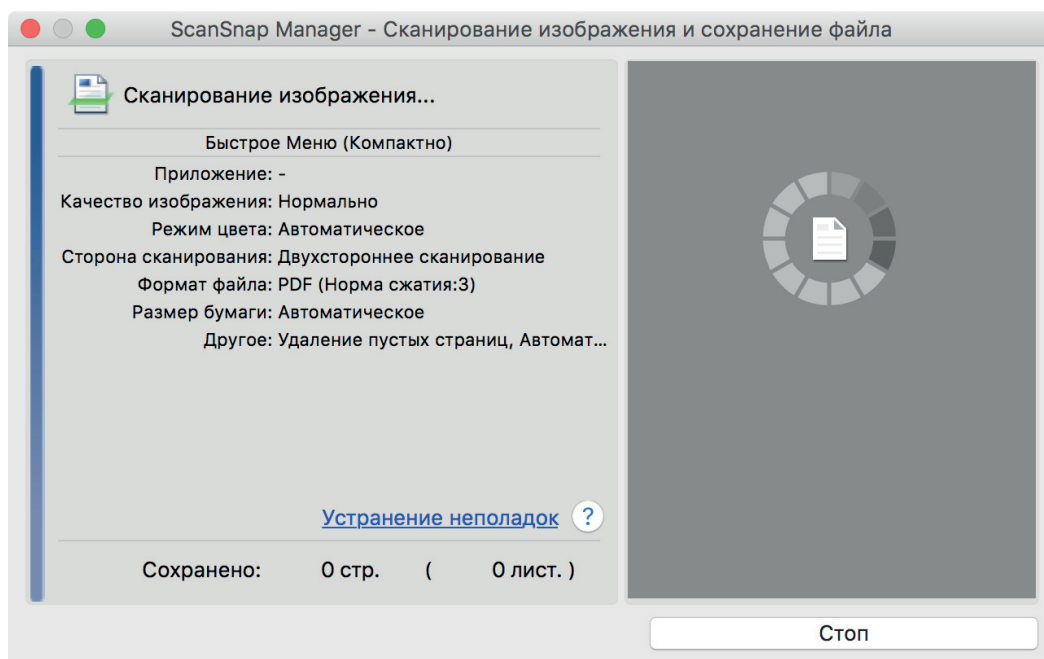 ScanSnap Manager - Сканирование изображения и сохранение файла
Сканирование изображения...
Быстрое Меню (Компактно)
Приложение: -
Качество изображения: Нормально
Режим цвета: Автоматическое
Сторона сканирования: Двухстороннее сканирование
Формат файла: PDF (Норма сжатия:3)
Размер бумаги: Автоматическое
Другое: Удаление пустых страниц, Автомат...
Устранение неполадок ?
Сохранено: 0 стр. ( 0 лист. )
Стоп